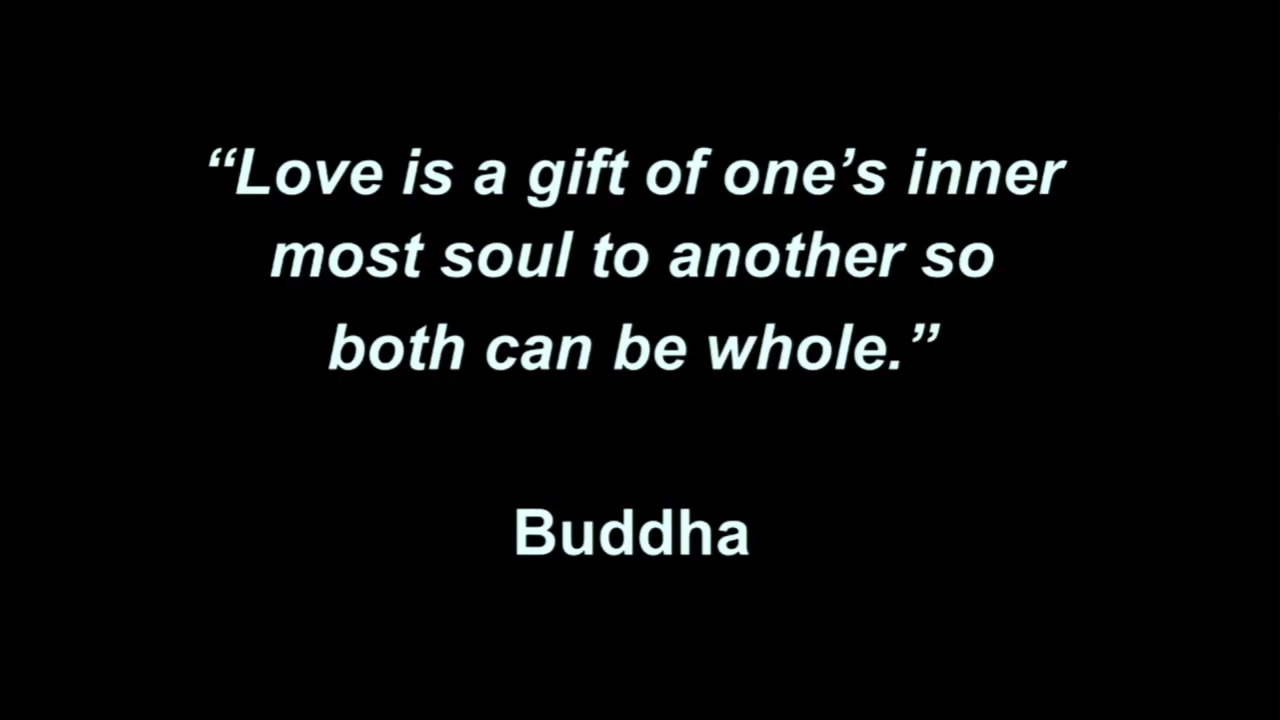 “Love is a gift of one’s inner
most soul to another so
both can be whole.”
Buddha